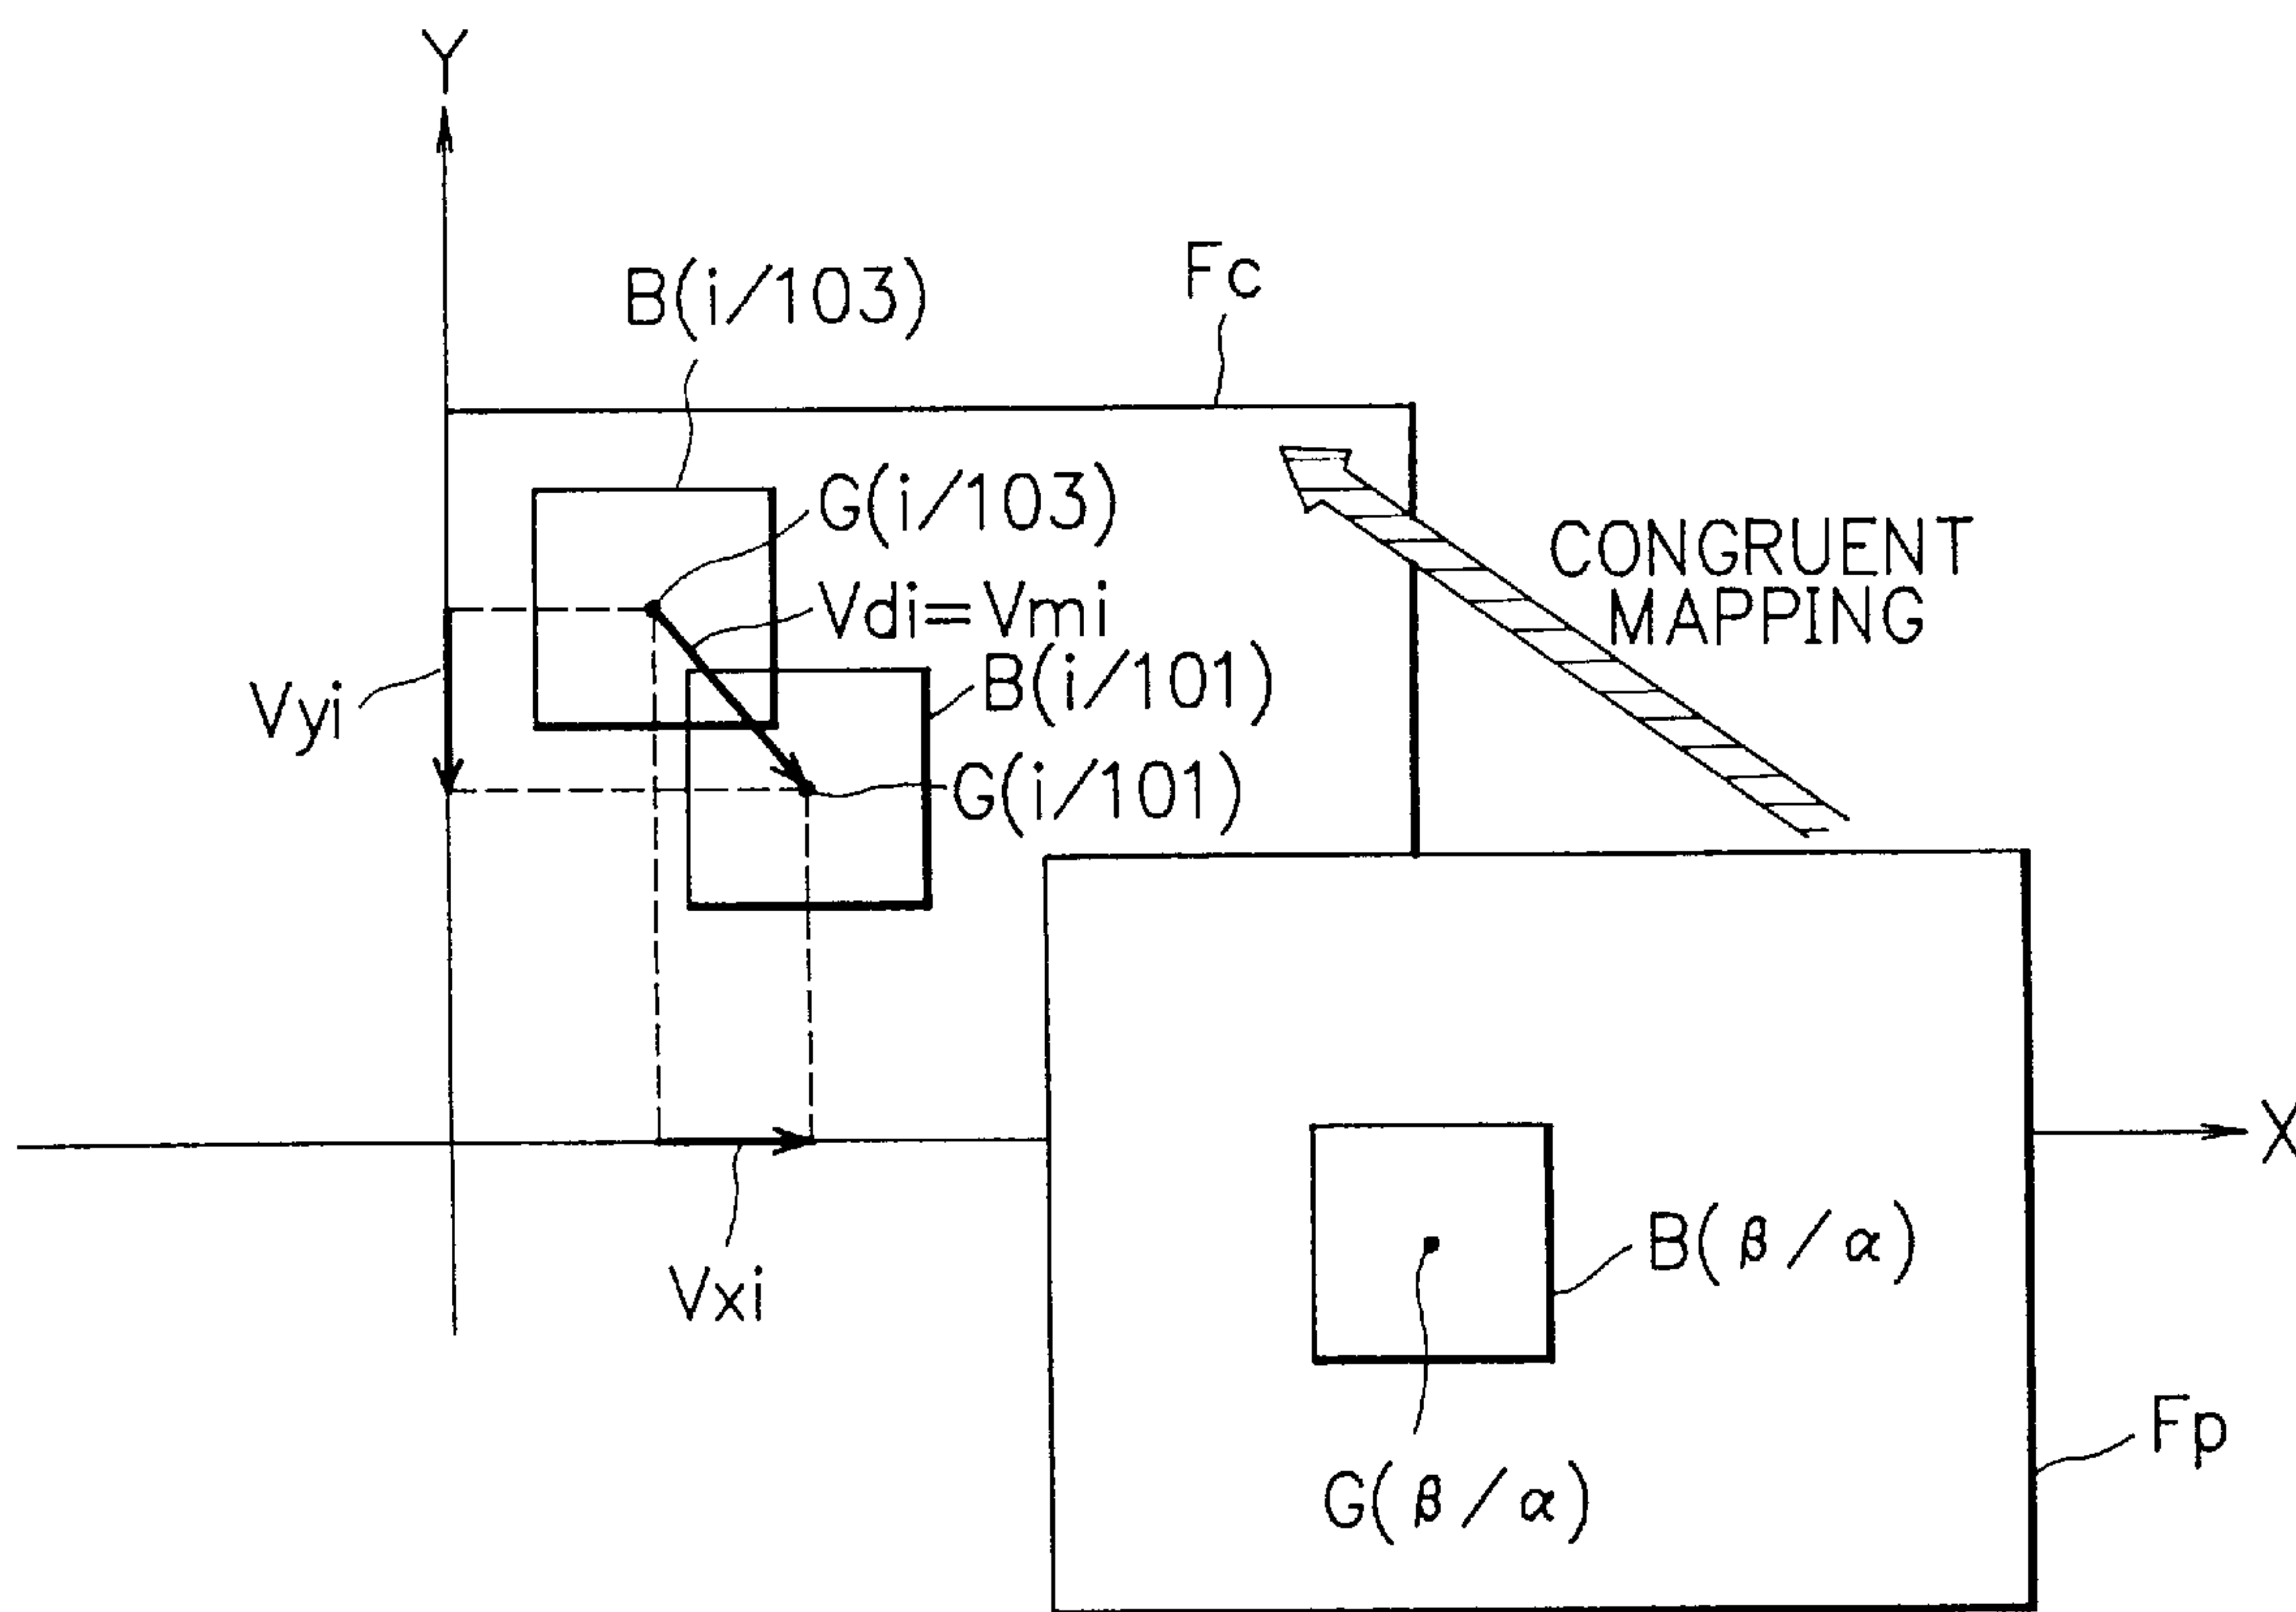 Y
B(i/103)
Fc
G(i/103)
CONGRUENT
MAPPING
Vdi=Vmi
B(i/101)
Vyi
G(i/101)
X
B(β/α)
Vxi
Fp
G(β/α)